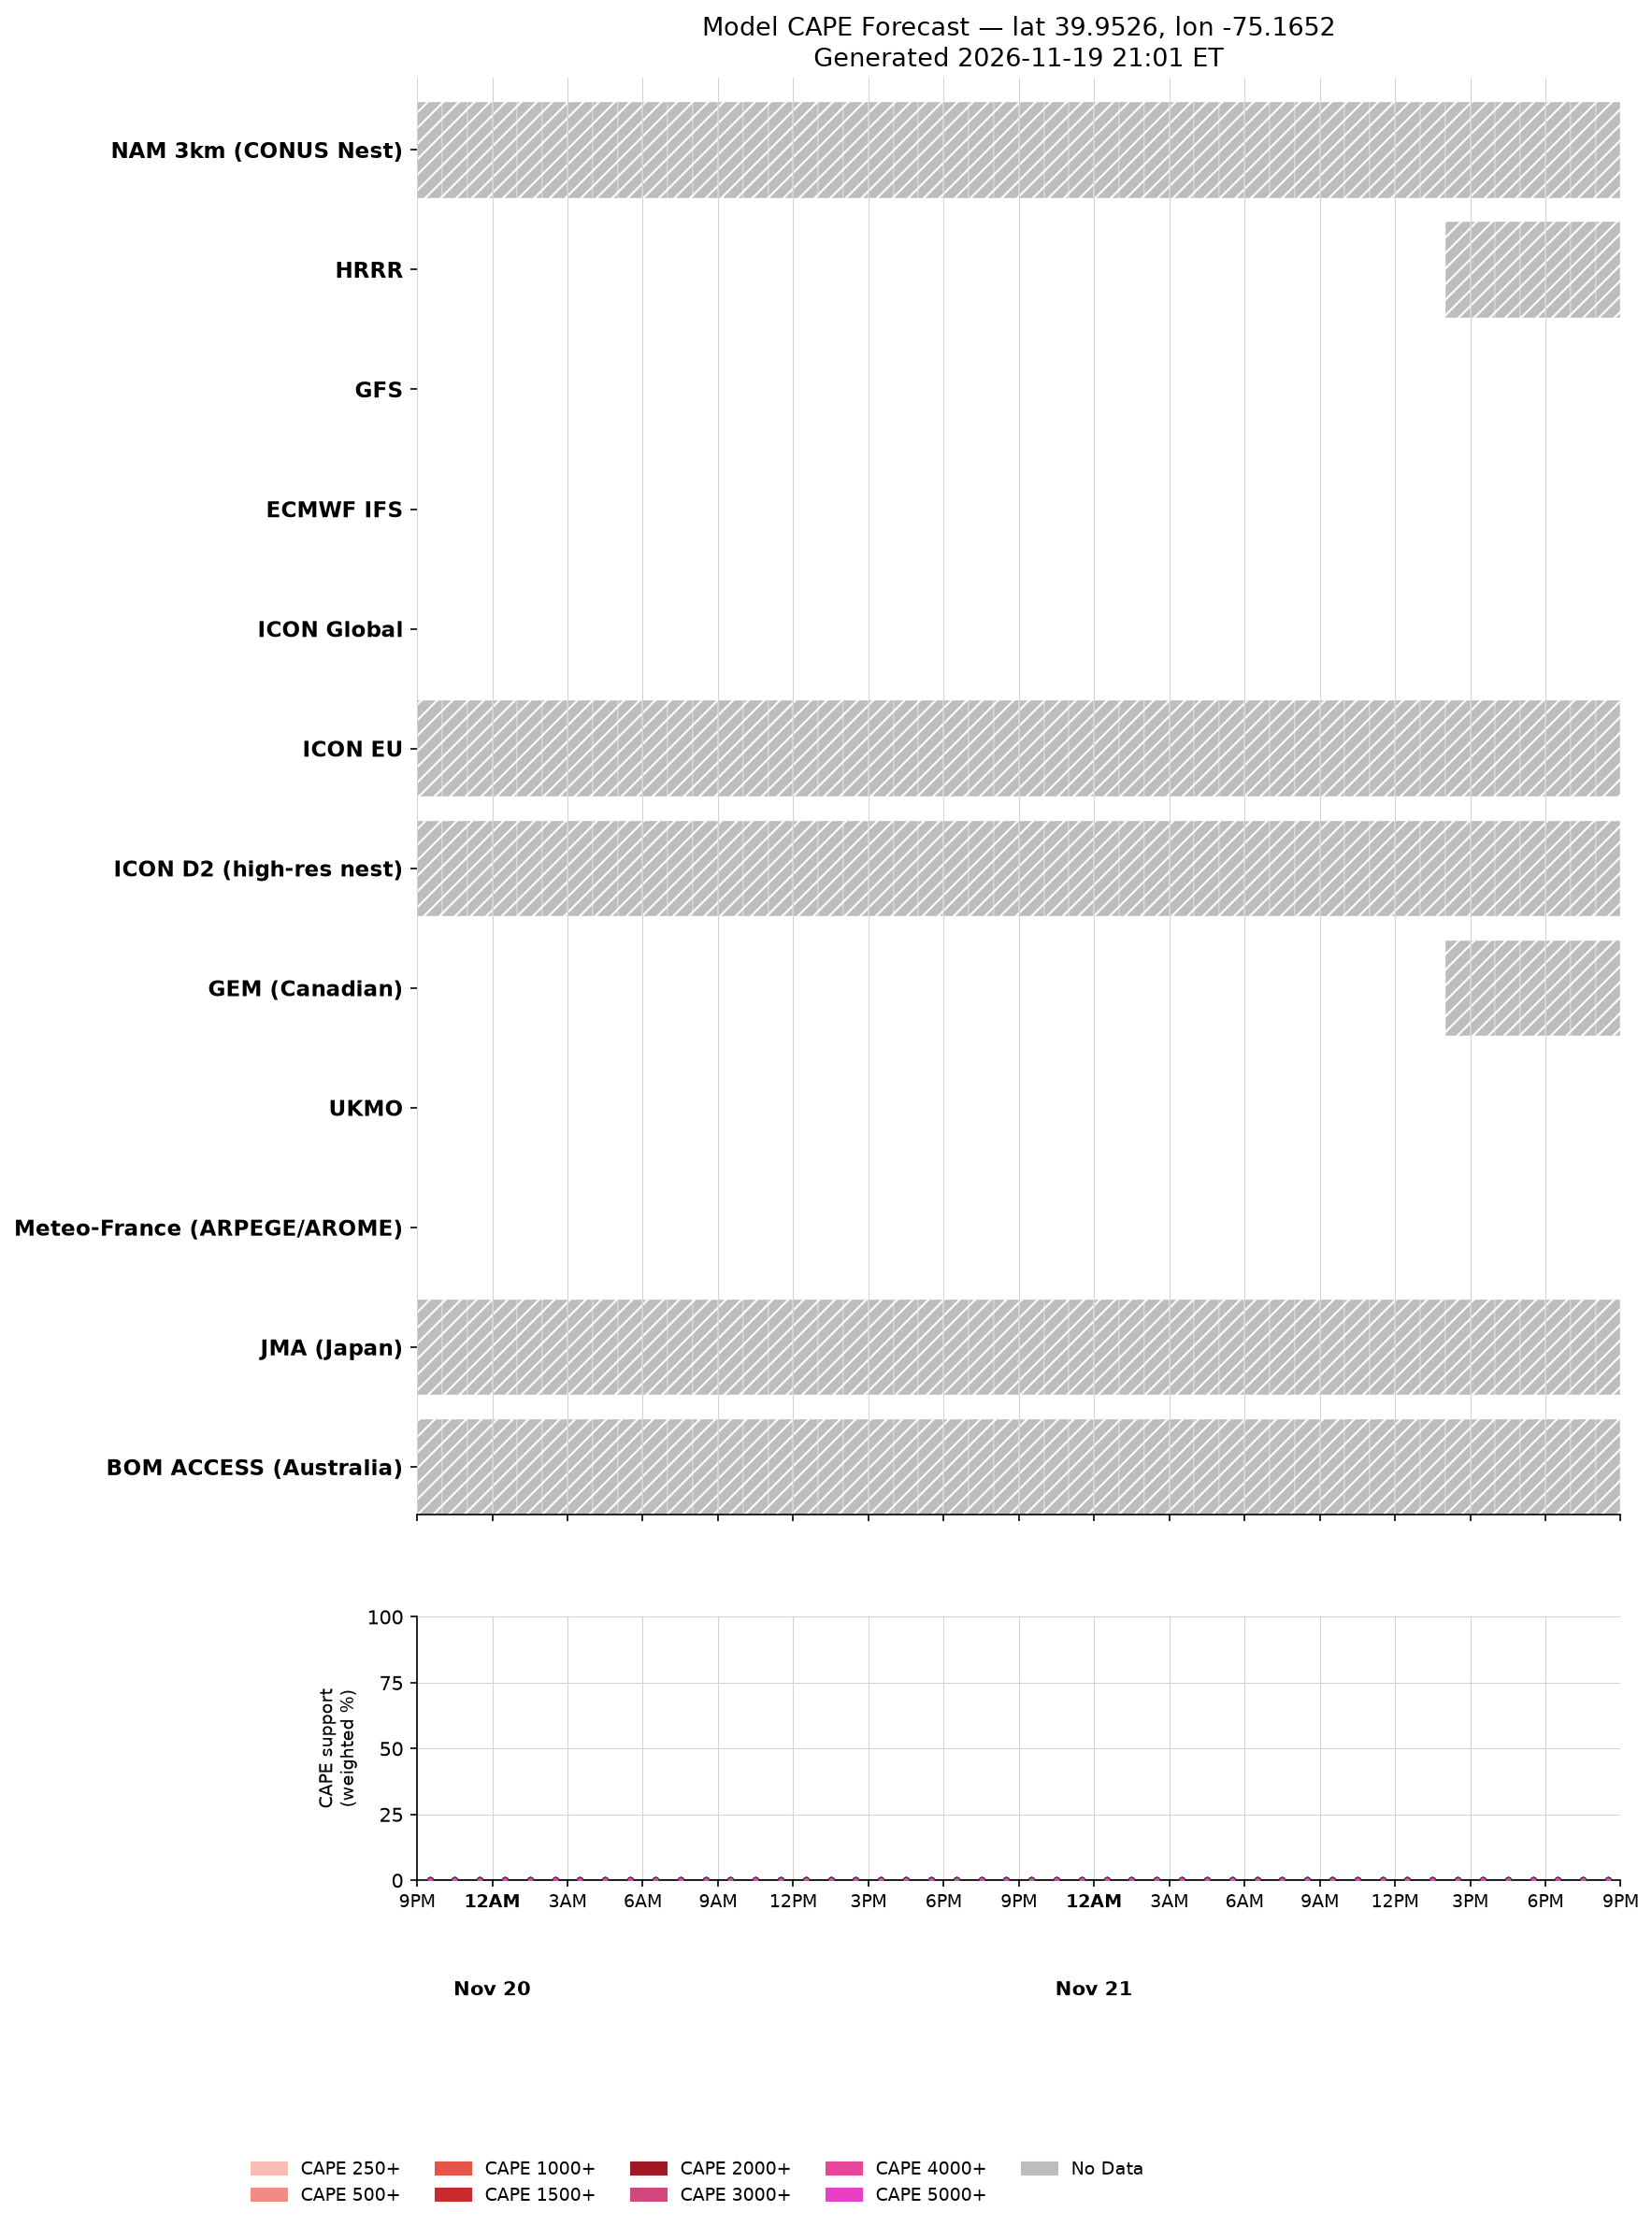 Model CAPE Forecast — lat 39.9526, lon -75.1652
Generated 2026-11-19 21:01 ET
NAM 3km (CONUS Nest)
HRRR
GFS
ECMWF IFS
ICON Global
ICON EU
ICON D2 (high-res nest)
GEM (Canadian)
UKMO
Meteo-France (ARPEGE/AROME)
JMA (Japan)
BOM ACCESS (Australia)
CAPE support
(weighted %)
100
75
50
25
0
9PM 12AM 3AM 6AM 9AM 12PM 3PM 6PM 9PM 12AM 3AM 6AM 9AM 12PM 3PM 6PM 9PM
Nov 20 Nov 21
CAPE 250+ CAPE 1000+ CAPE 2000+ CAPE 4000+ No Data
CAPE 500+ CAPE 1500+ CAPE 3000+ CAPE 5000+